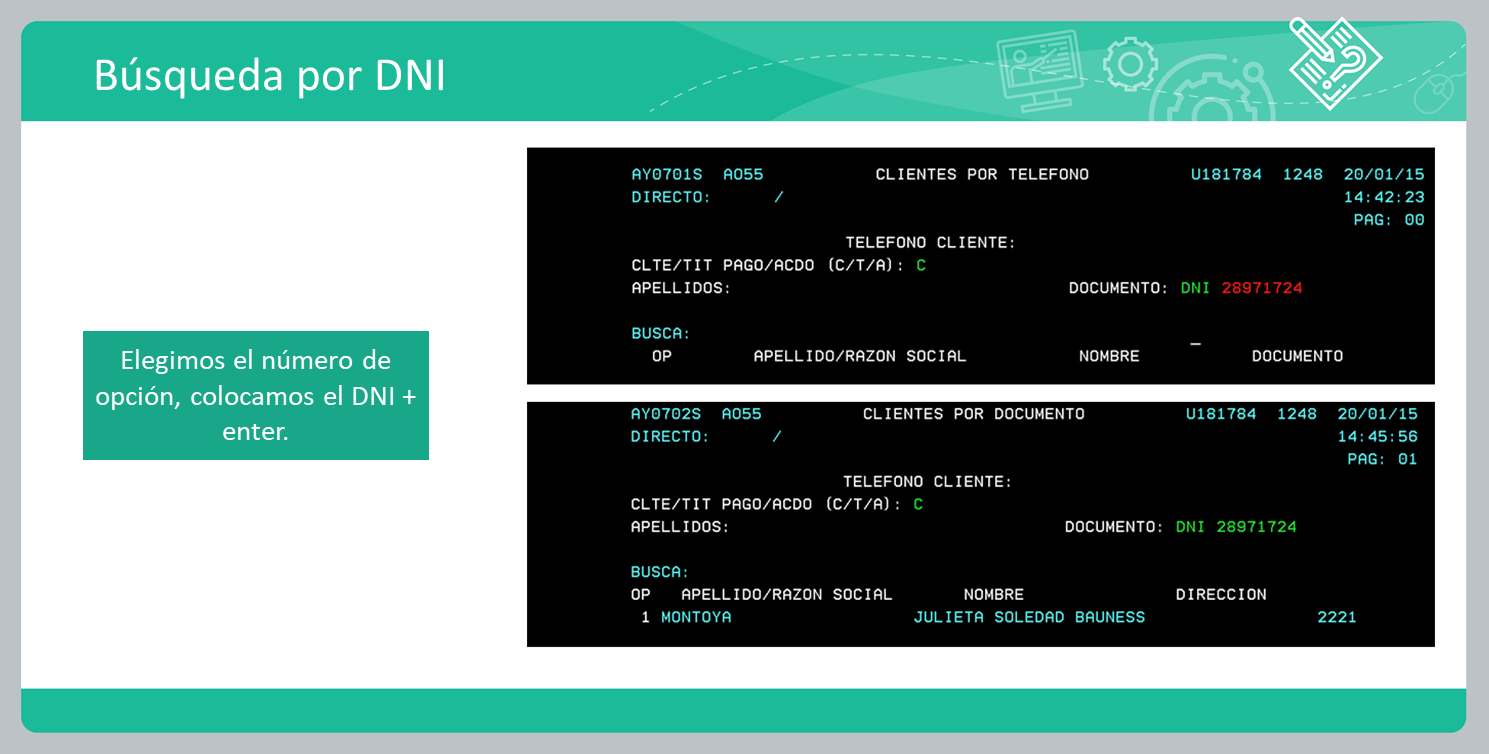 Búsqueda por DNI
Elegimos el número de
opción, colocamos el DNI +
enter.
AY0701S AO55 CLIENTES POR TELEFONO U181784 1248 20/01/15
DIRECTO: / 14:42:23
PAG: 00
TELEFONO CLIENTE:
CLTE/TIT PAGO/ACDO (C/T/A): C
APELLIDOS: DOCUMENTO: DNI 28971724
BUSCA: _
OP APELLIDO/RAZON SOCIAL NOMBRE DOCUMENTO
AY0702S AO55 CLIENTES POR DOCUMENTO U181784 1248 20/01/15
DIRECTO: / 14:45:56
PAG: 01
TELEFONO CLIENTE:
CLTE/TIT PAGO/ACDO (C/T/A): C
APELLIDOS: DOCUMENTO: DNI 28971724
BUSCA:
OP APELLIDO/RAZON SOCIAL NOMBRE DIRECCION
1 MONTOYA JULIETA SOLEDAD BAUNESS 2221